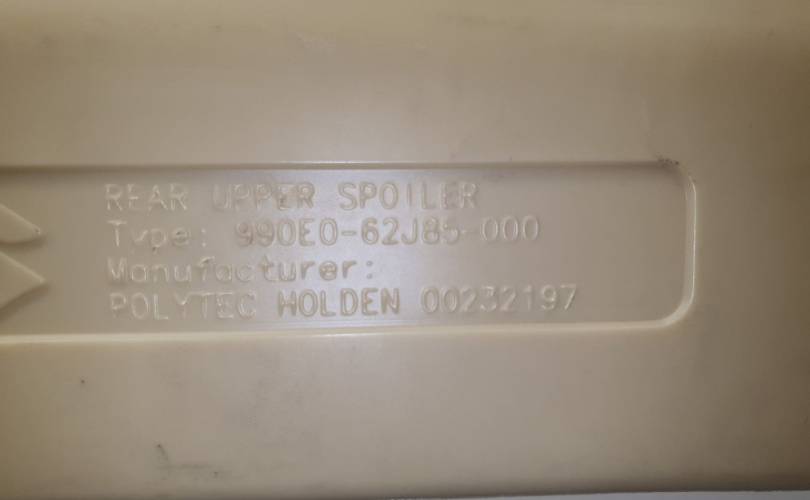 REAR UPPER SPOILER
Type: 990E0-62J85-000
Manufacturer:
POLYTEC HOLDEN 00232197